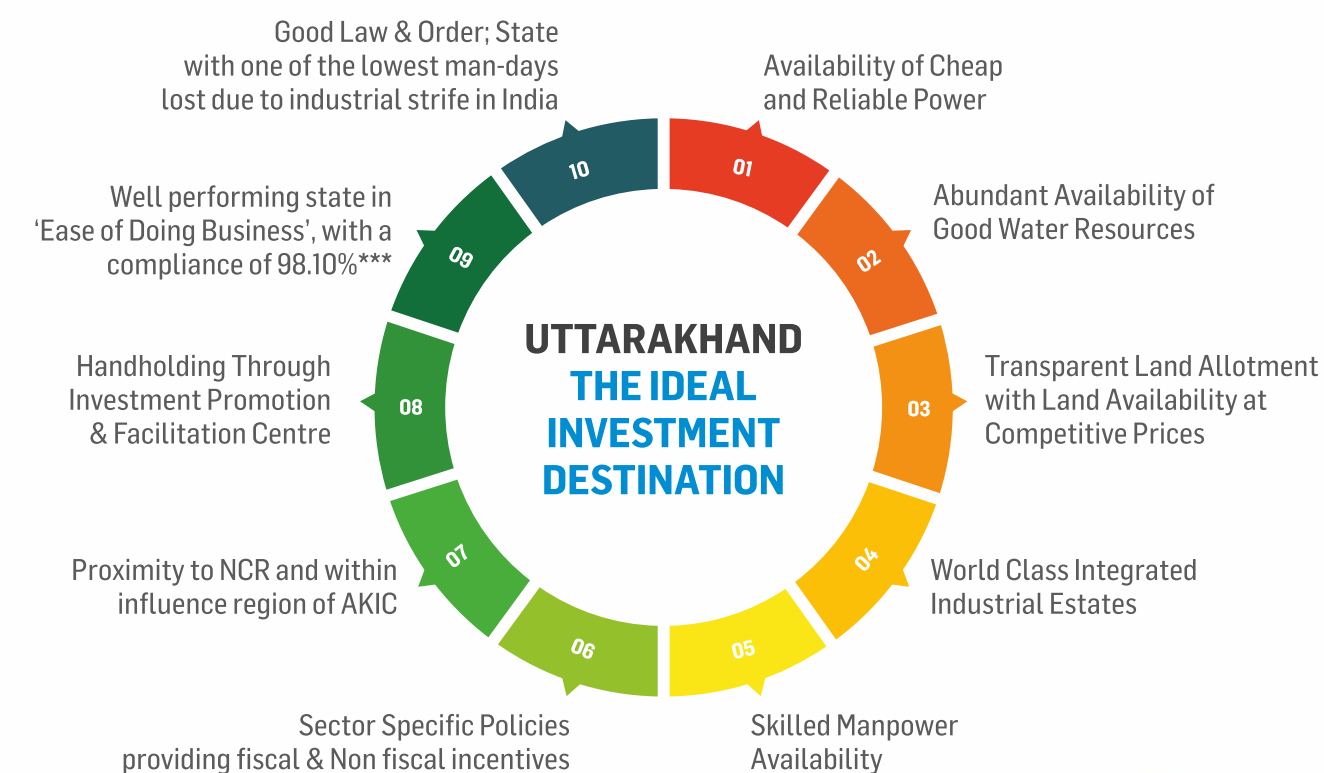 UTTARAKHAND
THE IDEAL
INVESTMENT
DESTINATION
01
Availability of Cheap
and Reliable Power
02
Abundant Availability of
Good Water Resources
03
Transparent Land Allotment
with Land Availability at
Competitive Prices
04
World Class Integrated
Industrial Estates
05
Skilled Manpower
Availability
06
Sector Specific Policies
providing fiscal & Non fiscal incentives
07
Proximity to NCR and within
influence region of AKIC
08
Handholding Through
Investment Promotion
& Facilitation Centre
09
Well performing state in
‘Ease of Doing Business’, with a
compliance of 98.10%***
10
Good Law & Order; State
with one of the lowest man-days
lost due to industrial strife in India